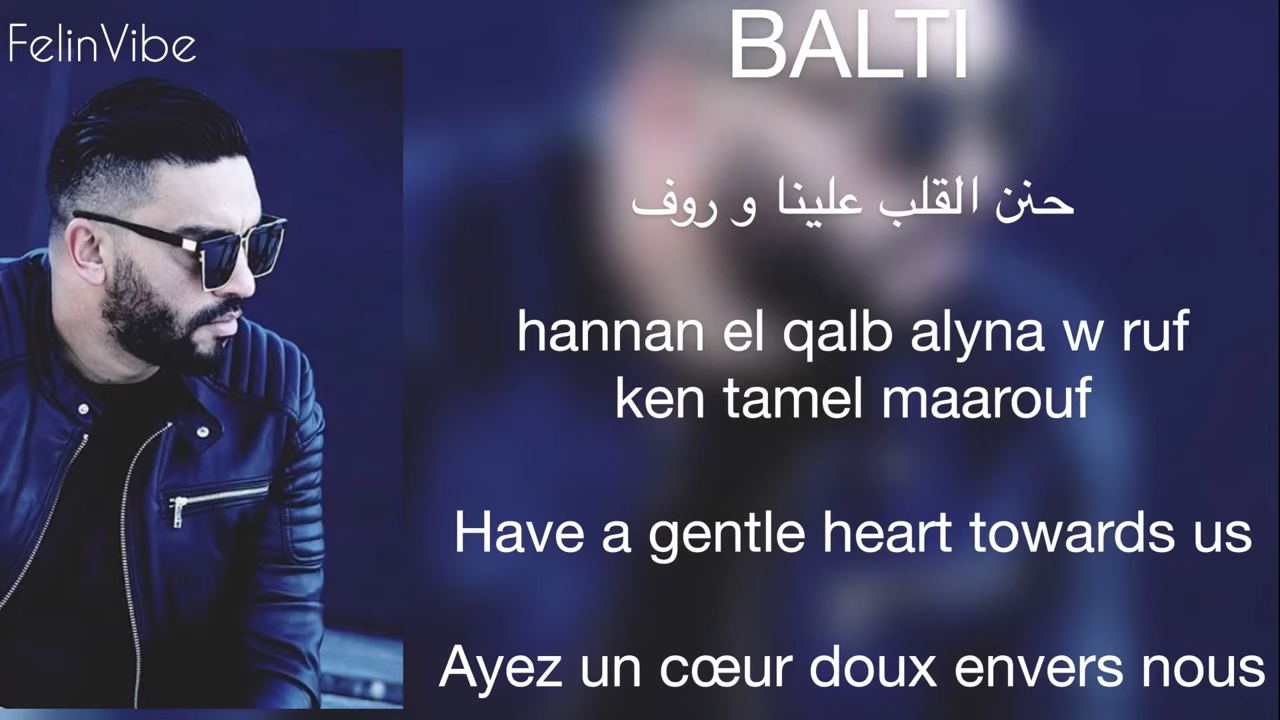 FelinVibe
BALTI
حنن القلب علينا و روف
hannan el qalb alyna w ruf
ken tamel maarouf
Have a gentle heart towards us
Ayez un cœur doux envers nous